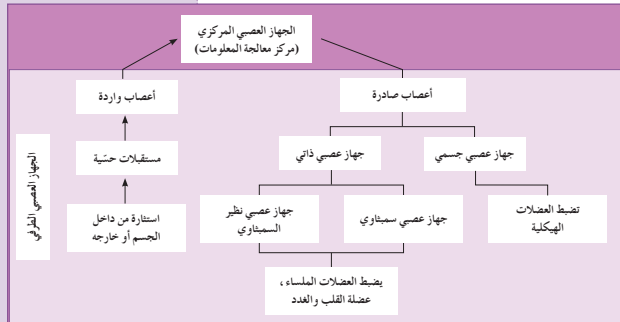 الجهاز العصبي المركزي
(مركز معالجة المعلومات)
أعصاب صادرة
أعصاب واردة
جهاز عصبي جسمي
جهاز عصبي ذاتي
مستقبلات حسّية
الجهاز العصبي الطرفي
تضبط العضلات
الهيكلية
جهاز عصبي سمبثاوي
جهاز عصبي نظير
السمبثاوي
استثارة من داخل
الجسم أو خارجه
يضبط العضلات الملساء ،
عضلة القلب والغدد